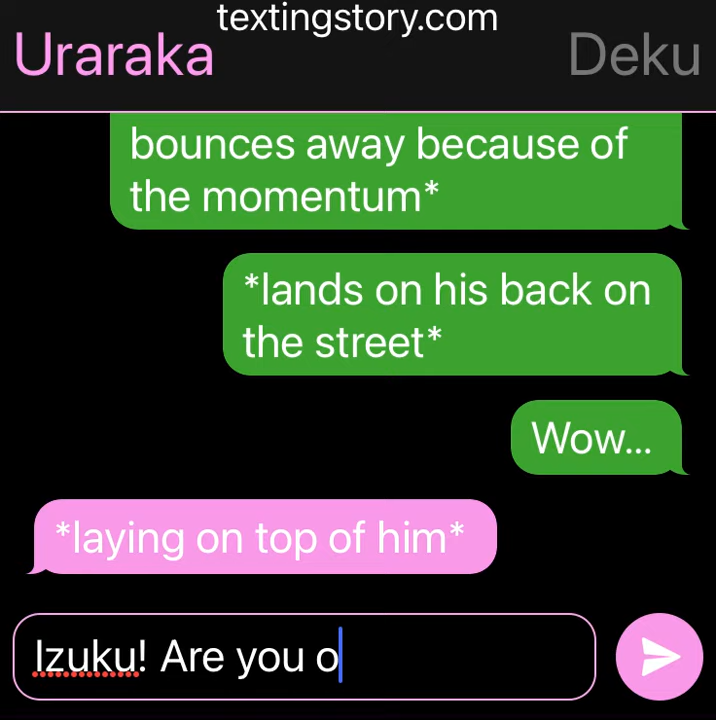 textingstory.com
Uraraka
Deku
bounces away because of
the momentum*
*lands on his back on
the street*
Wow...
*laying on top of him*
Izuku! Are you o